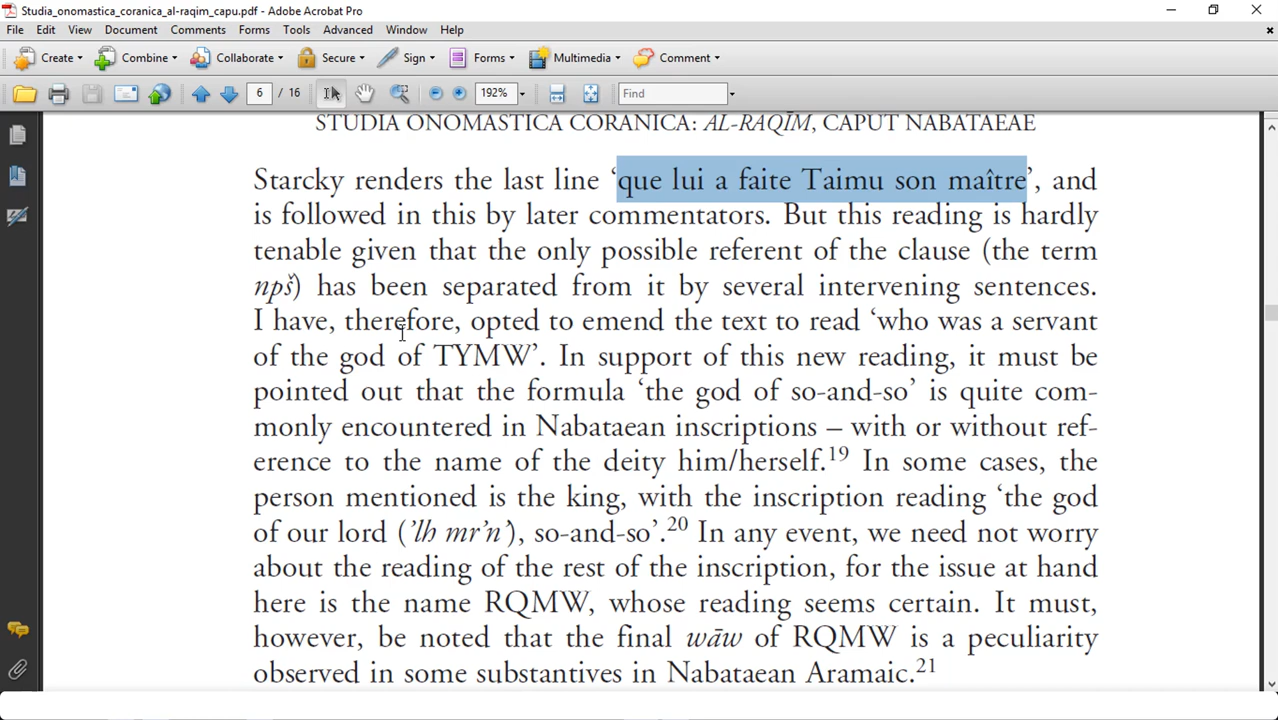 Studia_onomastica_coranica_al-raqim_capu.pdf - Adobe Acrobat Pro
File Edit View Document Comments Forms Tools Advanced Window Help
Create Combine Collaborate Secure Sign Forms Multimedia Comment
6 / 16 192% Find
STUDIA ONOMASTICA CORANICA: AL-RAQĪM, CAPUT NABATAEAE
Starcky renders the last line ‘que lui a faite Taimu son maître’, and
is followed in this by later commentators. But this reading is hardly
tenable given that the only possible referent of the clause (the term
npš) has been separated from it by several intervening sentences.
I have, therefore, opted to emend the text to read ‘who was a servant
of the god of TYMW’. In support of this new reading, it must be
pointed out that the formula ‘the god of so-and-so’ is quite com-
monly encountered in Nabataean inscriptions – with or without ref-
erence to the name of the deity him/herself.19 In some cases, the
person mentioned is the king, with the inscription reading ‘the god
of our lord (’lh mr’n’), so-and-so’.20 In any event, we need not worry
about the reading of the rest of the inscription, for the issue at hand
here is the name RQMW, whose reading seems certain. It must,
however, be noted that the final wāw of RQMW is a peculiarity
observed in some substantives in Nabataean Aramaic.21